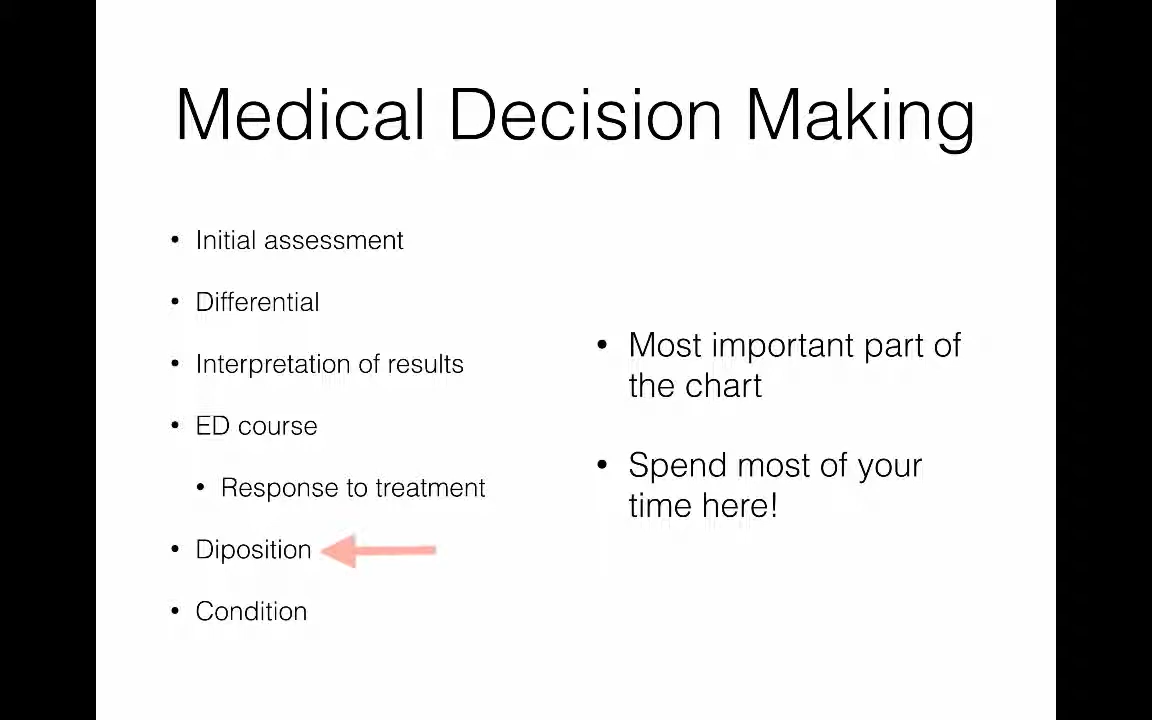 Medical Decision Making
• Initial assessment
• Differential
• Interpretation of results
• ED course
• Response to treatment
• Diposition
• Condition
• Most important part of
the chart
• Spend most of your
time here!